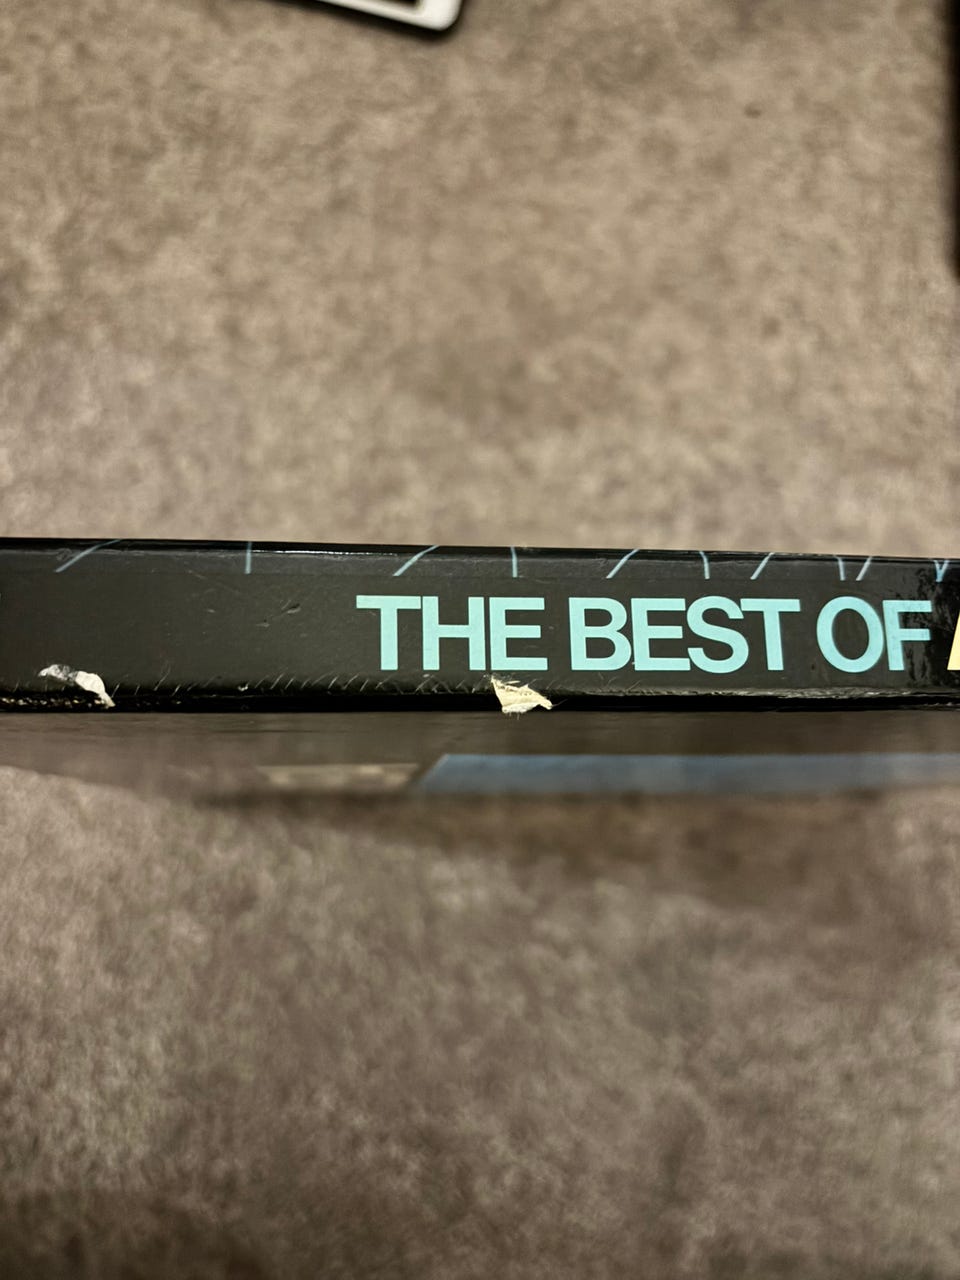 THE BEST OF